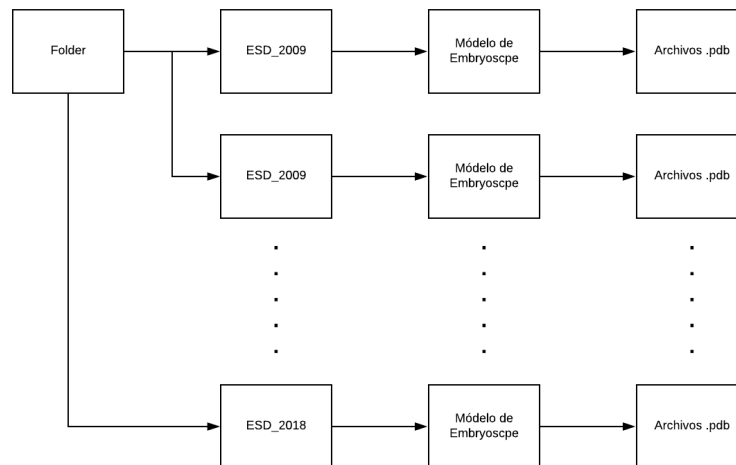 Folder
ESD_2009
Módelo de
Embryoscpe
Archivos .pdb
ESD_2009
Módelo de
Embryoscpe
Archivos .pdb
ESD_2018
Módelo de
Embryoscpe
Archivos .pdb